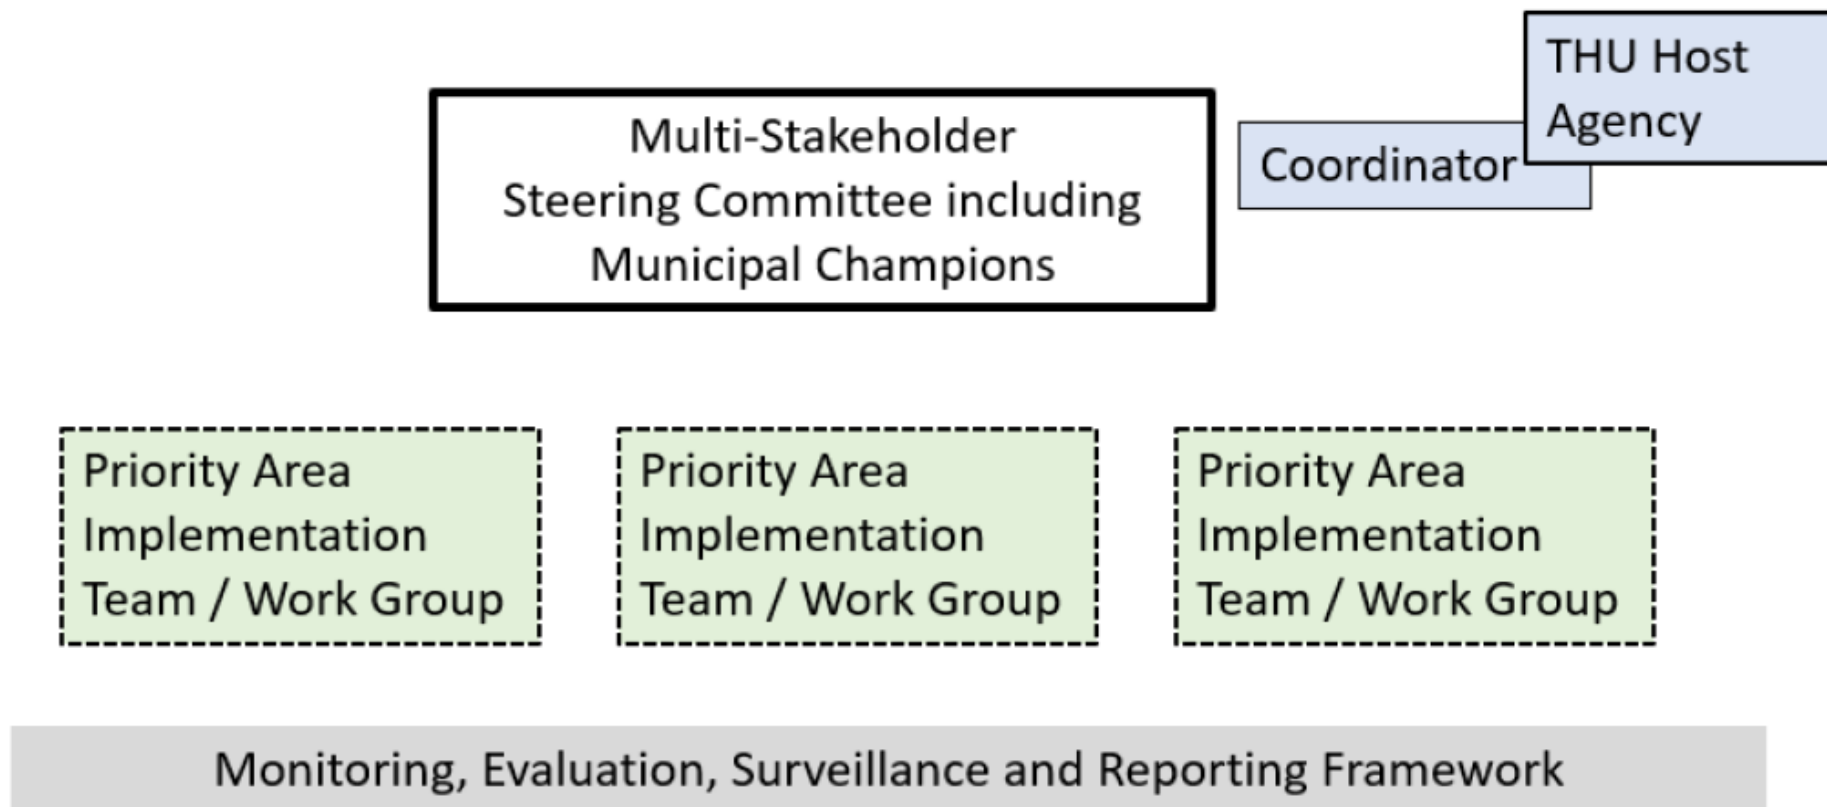 THU Host
Agency
Coordinator
Multi-Stakeholder
Steering Committee including
Municipal Champions
Priority Area
Implementation
Team / Work Group
Priority Area
Implementation
Team / Work Group
Priority Area
Implementation
Team / Work Group
Monitoring, Evaluation, Surveillance and Reporting Framework